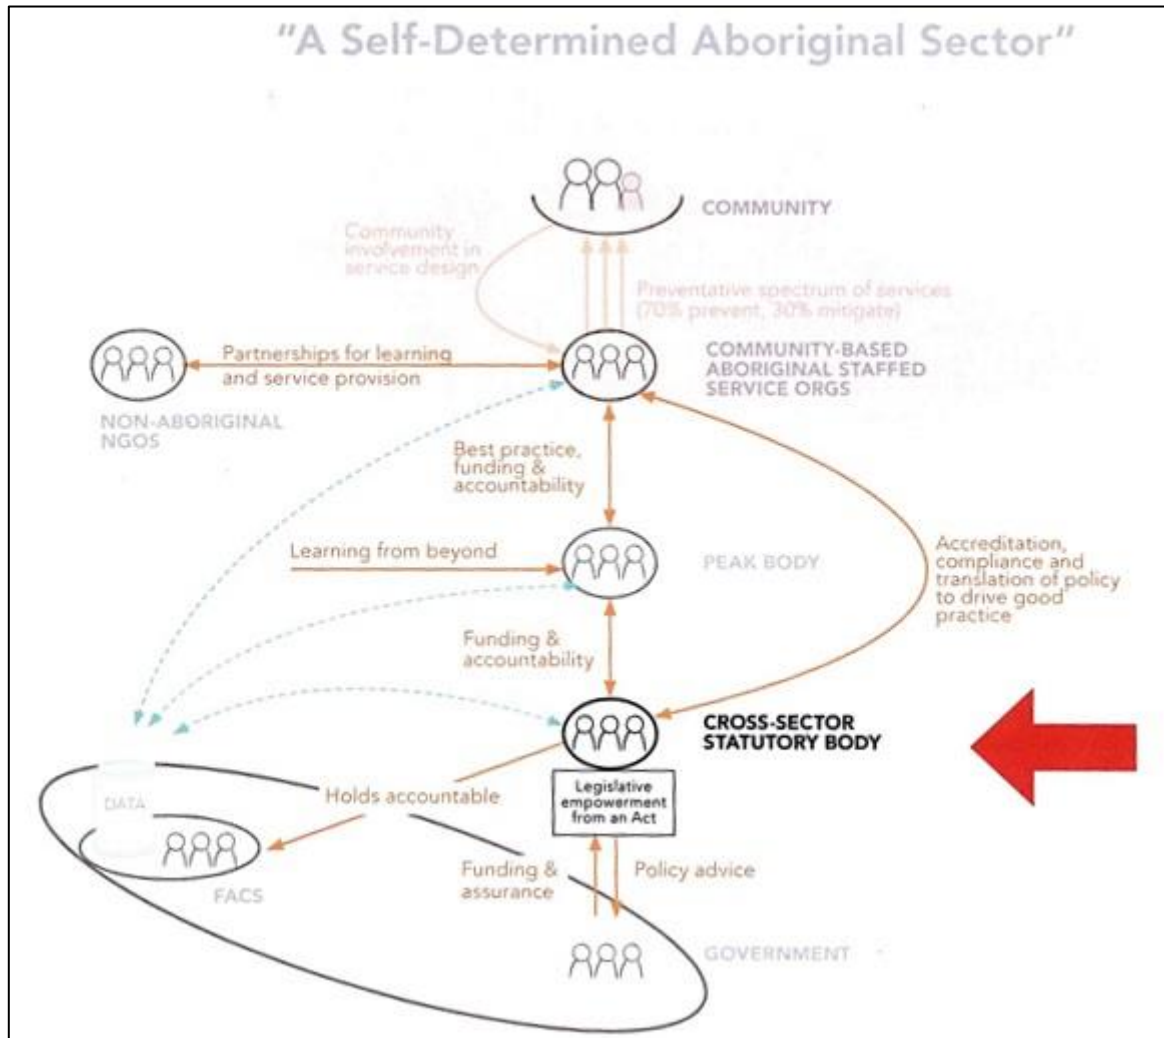 "A Self-Determined Aboriginal Sector"
COMMUNITY
Community
involvement in
service design
Preventative spectrum of services
(70% prevent, 30% mitigate)
COMMUNITY-BASED
ABORIGINAL STAFFED
SERVICE ORGS
Partnerships for learning
and service provision
NON-ABORIGINAL
NGOS
Best practice,
funding &
accountability
Learning from beyond
PEAK BODY
Accreditation,
compliance and
translation of policy
to drive good
practice
Funding &
accountability
CROSS-SECTOR
STATUTORY BODY
Legislative
empowerment
from an Act
Holds accountable
DATA
FACS
Funding &
assurance
Policy advice
GOVERNMENT